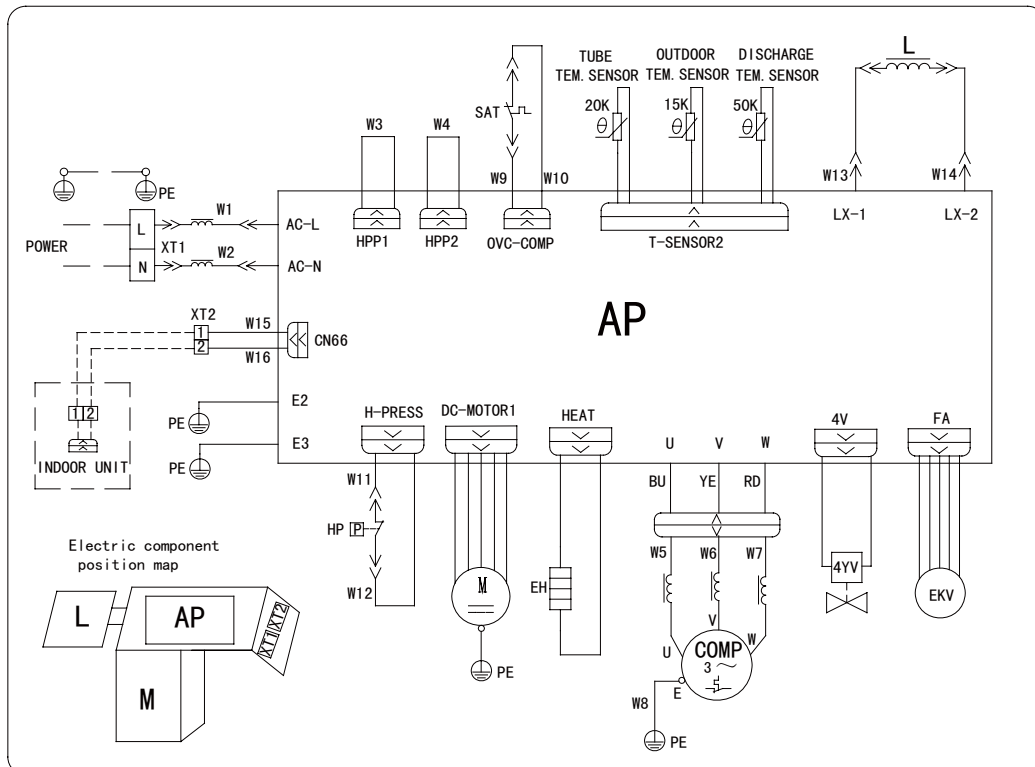 L
TUBE
TEM. SENSOR
OUTDOOR
TEM. SENSOR
DISCHARGE
TEM. SENSOR
20K
15K
50K
θ
θ
θ
SAT
W3
W4
W9
W10
W13
W14
PE
HPP1
HPP2
OVC-COMP
T-SENSOR2
LX-1
LX-2
POWER
L
N
XT1
W1
W2
AC-L
AC-N
AP
XT2
1
2
W15
W16
CN66
1
2
INDOOR UNIT
PE
E2
PE
E3
H-PRESS
DC-MOTOR1
HEAT
U
V
W
4V
FA
BU
YE
RD
W11
HP
P
W12
M
PE
EH
W5
W6
W7
U
V
W
COMP
3
E
W8
PE
4YV
EKV
Electric component
position map
L
AP
XT1
XT2
M